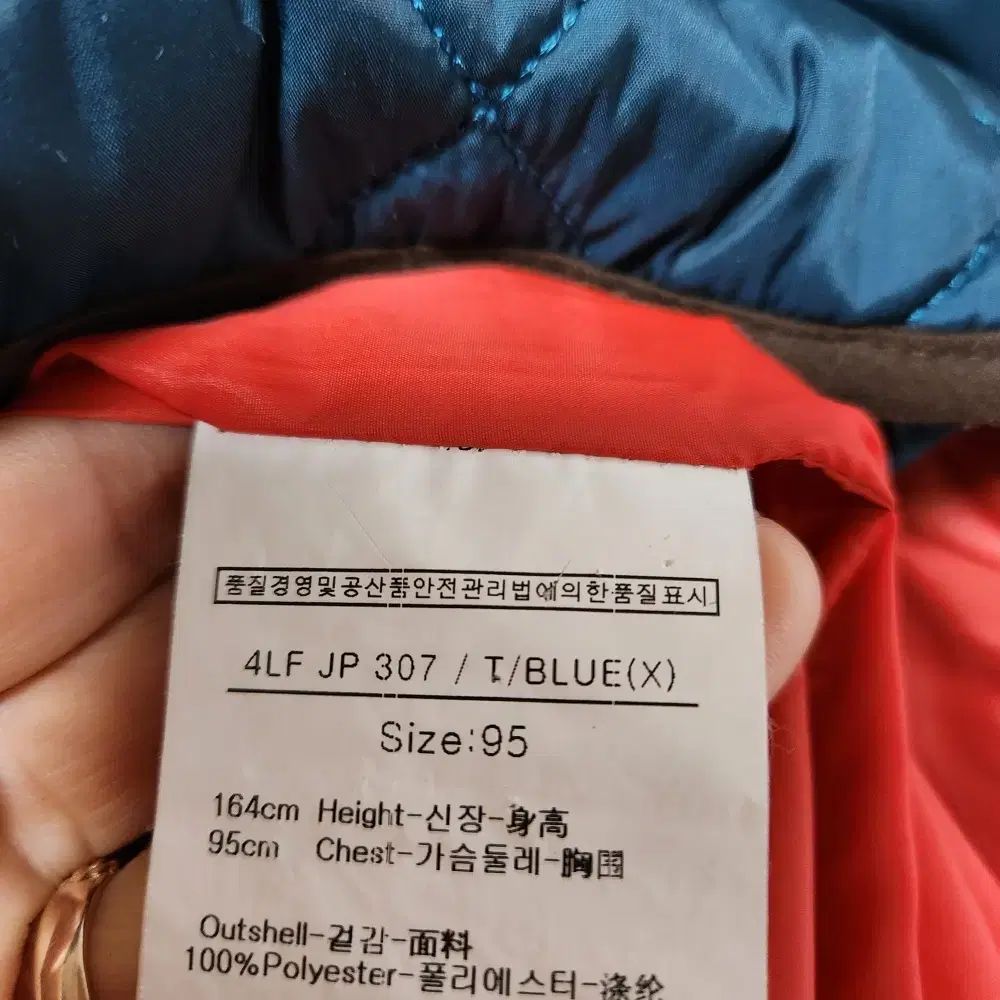 품질경영및공산품안전관리법에의한품질표시
4LF JP 307 / T/BLUE(X)
Size:95
164cm Height-신장-身高
95cm Chest-가슴둘레-胸围
Outshell-겉감-面料
100%Polyester-폴리에스터-涤纶